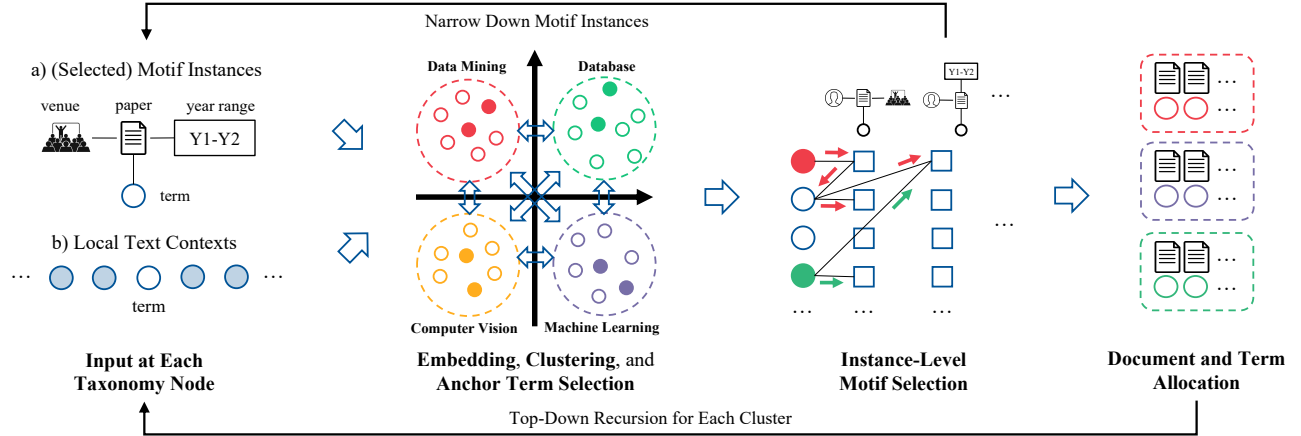 Narrow Down Motif Instances
a) (Selected) Motif Instances
venue
paper
year range
Y1-Y2
term
b) Local Text Contexts
…
…
term
Input at Each
Taxonomy Node
Data Mining
Database
Computer Vision
Machine Learning
Embedding, Clustering, and
Anchor Term Selection
Y1-Y2
…
…
…
…
…
Instance-Level
Motif Selection
…
…
…
…
…
…
Document and Term
Allocation
Top-Down Recursion for Each Cluster